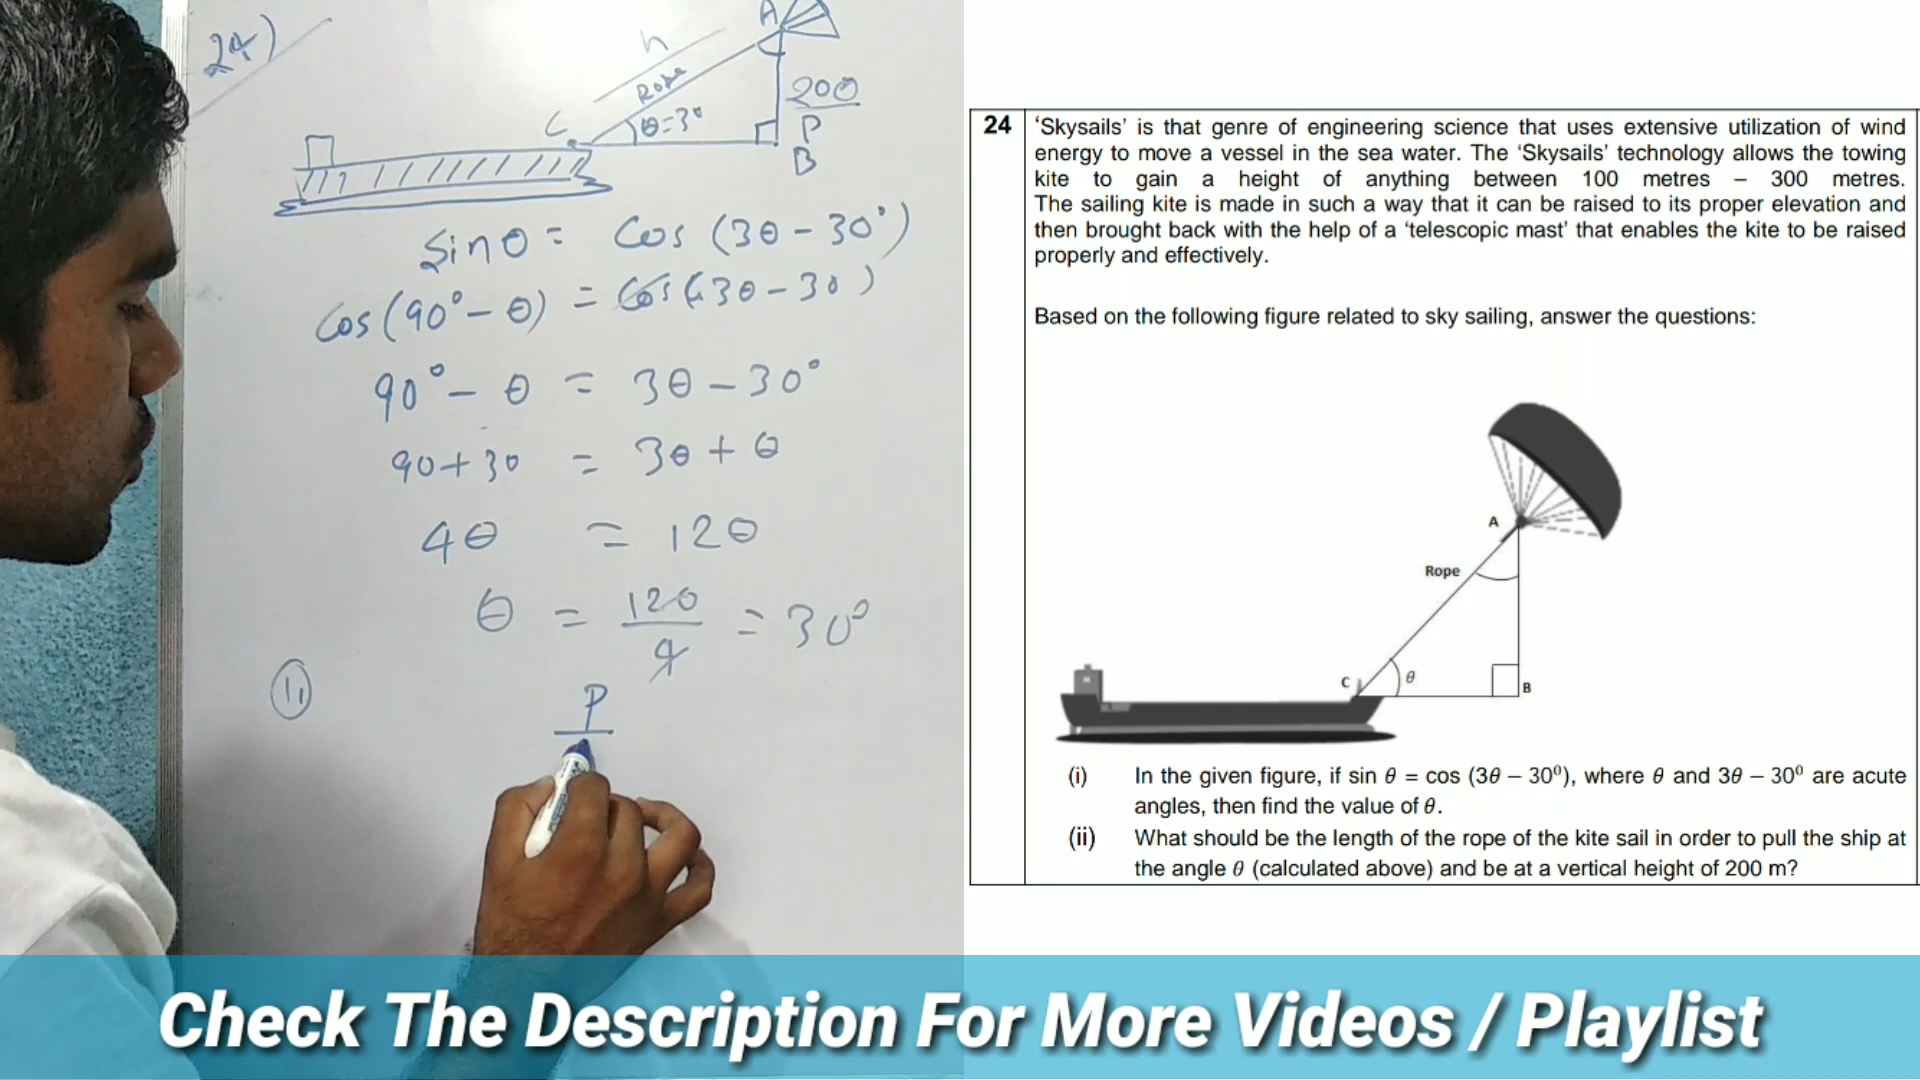 24)
A
h
Rope
200
C
θ=30
P
B
Sinθ = Cos (3θ - 30°)
Cos(90° - θ) = Cos(3θ - 30)
90° - θ = 3θ - 30°
90+30 = 3θ + θ
4θ = 120
θ = 120/4 = 30°
ii
P
24
‘Skysails’ is that genre of engineering science that uses extensive utilization of wind
energy to move a vessel in the sea water. The ‘Skysails’ technology allows the towing
kite to gain a height of anything between 100 metres – 300 metres.
The sailing kite is made in such a way that it can be raised to its proper elevation and
then brought back with the help of a ‘telescopic mast’ that enables the kite to be raised
properly and effectively.
Based on the following figure related to sky sailing, answer the questions:
A
Rope
C
θ
B
(i) In the given figure, if sin θ = cos (3θ – 30⁰), where θ and 3θ – 30⁰ are acute
angles, then find the value of θ.
(ii) What should be the length of the rope of the kite sail in order to pull the ship at
the angle θ (calculated above) and be at a vertical height of 200 m?
Check The Description For More Videos / Playlist